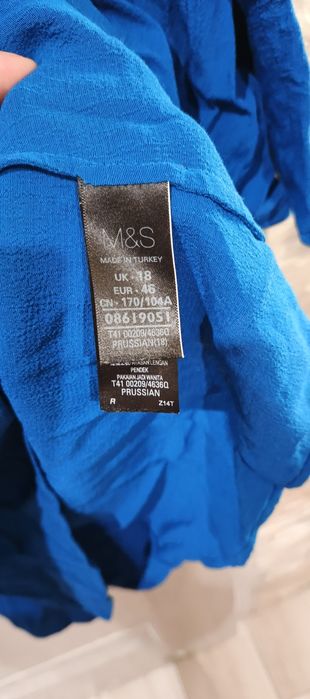 M&S
MADE IN TURKEY
UK - 18
EUR - 46
CN - 170/104A
08619051
T41 00209/4636Q
PRUSSIAN(18)
LENGAN
PENDEK
PAKAIAN JADI WANITA
T41 00209/4636Q
PRUSSIAN
R Z14T